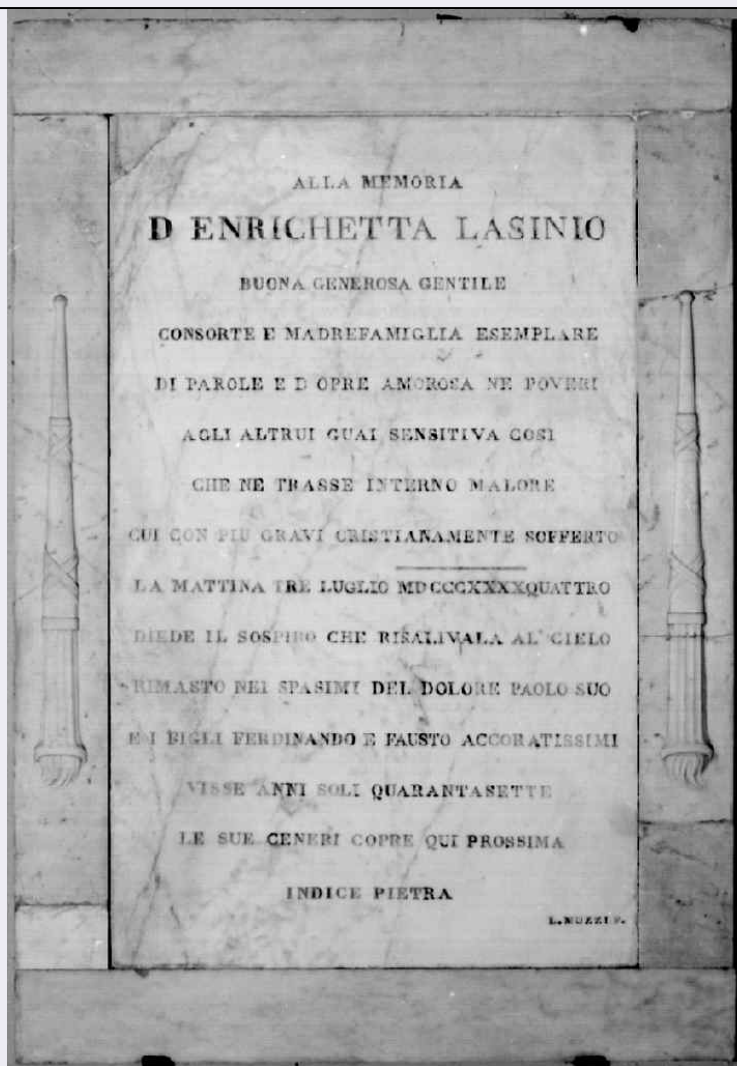 ALLA MEMORIA
D ENRICHETTA LASINIO
BUONA GENEROSA GENTILE
CONSORTE E MADREFAMIGLIA ESEMPLARE
DI PAROLE E D OPRE AMOROSA NE POVERI
AGLI ALTRUI GUAI SENSITIVA COSI
CHE NE TRASSE INTERNO MALORE
CUI CON PIU GRAVI CRISTIANAMENTE SOFFERTO
LA MATTINA TRE LUGLIO MDCCCXXXXQUATTRO
DIEDE IL SOSPIRO CHE RISALIVALA AL CIELO
RIMASTO NEI SPASIMI DEL DOLORE PAOLO SUO
E I FIGLI FERDINANDO E FAUSTO ACCORATISSIMI
VISSE ANNI SOLI QUARANTASETTE
LE SUE CENERI COPRE QUI PROSSIMA
INDICE PIETRA
L. MUZZI F.